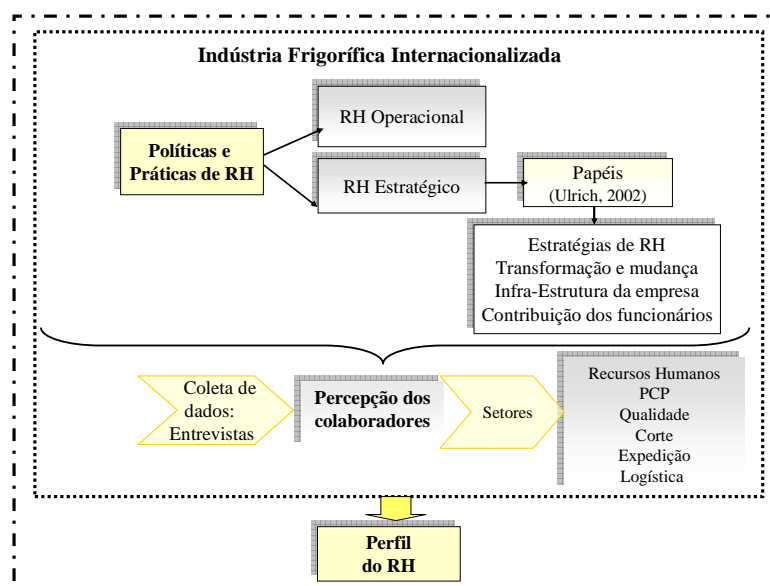 Indústria Frigorífica Internacionalizada
RH Operacional
Políticas e
Práticas de RH
RH Estratégico
Papéis
(Ulrich, 2002)
Estratégias de RH
Transformação e mudança
Infra-Estrutura da empresa
Contribuição dos funcionários
Coleta de
dados:
Entrevistas
Percepção dos
colaboradores
Setores
Recursos Humanos
PCP
Qualidade
Corte
Expedição
Logística
Perfil
do RH